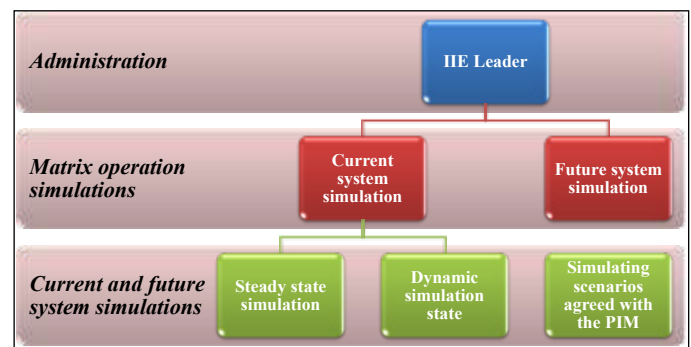 Administration
IIE Leader
Matrix operation
simulations
Current
system
simulation
Future system
simulation
Current and future
system simulations
Steady state
simulation
Dynamic
simulation
state
Simulating
scenarios
agreed with
the PIM